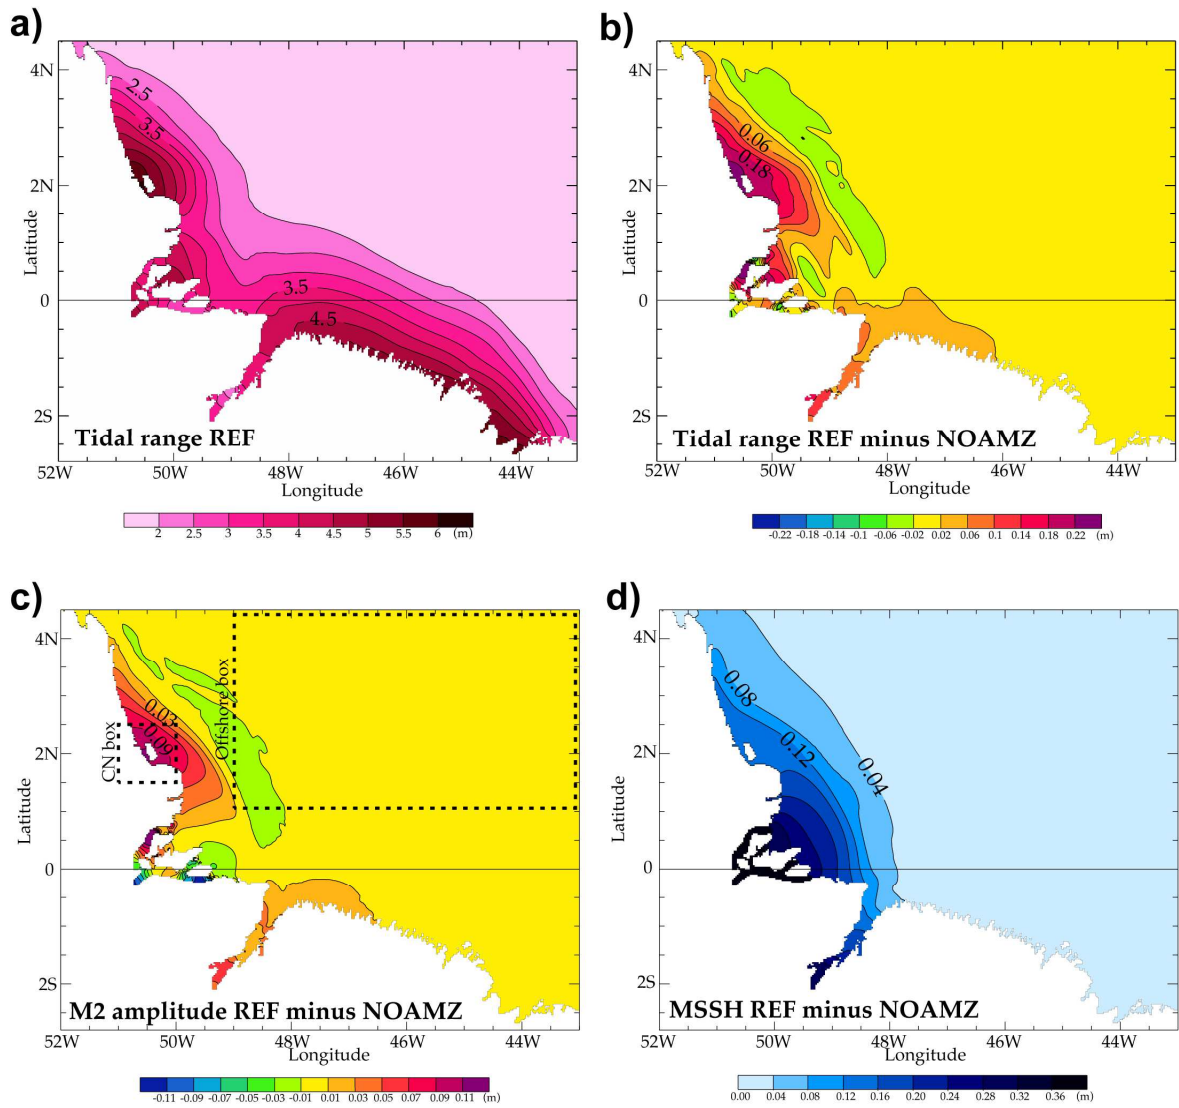 a)
4N
2N
0
2S
Latitude
2.5
3.5
3.5
4.5
Tidal range REF
52W 50W 48W 46W 44W
Longitude
2 2.5 3 3.5 4 4.5 5 5.5 6 (m)
b)
4N
2N
0
2S
Latitude
0.06
0.18
Tidal range REF minus NOAMZ
52W 50W 48W 46W 44W
Longitude
-0.22 -0.18 -0.14 -0.1 -0.06 -0.02 0.02 0.06 0.1 0.14 0.18 0.22 (m)
c)
4N
2N
0
2S
Latitude
0.03
0.09
CN box
Offshore box
M2 amplitude REF minus NOAMZ
52W 50W 48W 46W 44W
Longitude
-0.11 -0.09 -0.07 -0.05 -0.03 -0.01 0.01 0.03 0.05 0.07 0.09 0.11 (m)
d)
4N
2N
0
2S
Latitude
0.08
0.12
0.04
MSSH REF minus NOAMZ
52W 50W 48W 46W 44W
Longitude
0.00 0.04 0.08 0.12 0.16 0.20 0.24 0.28 0.32 0.36 (m)